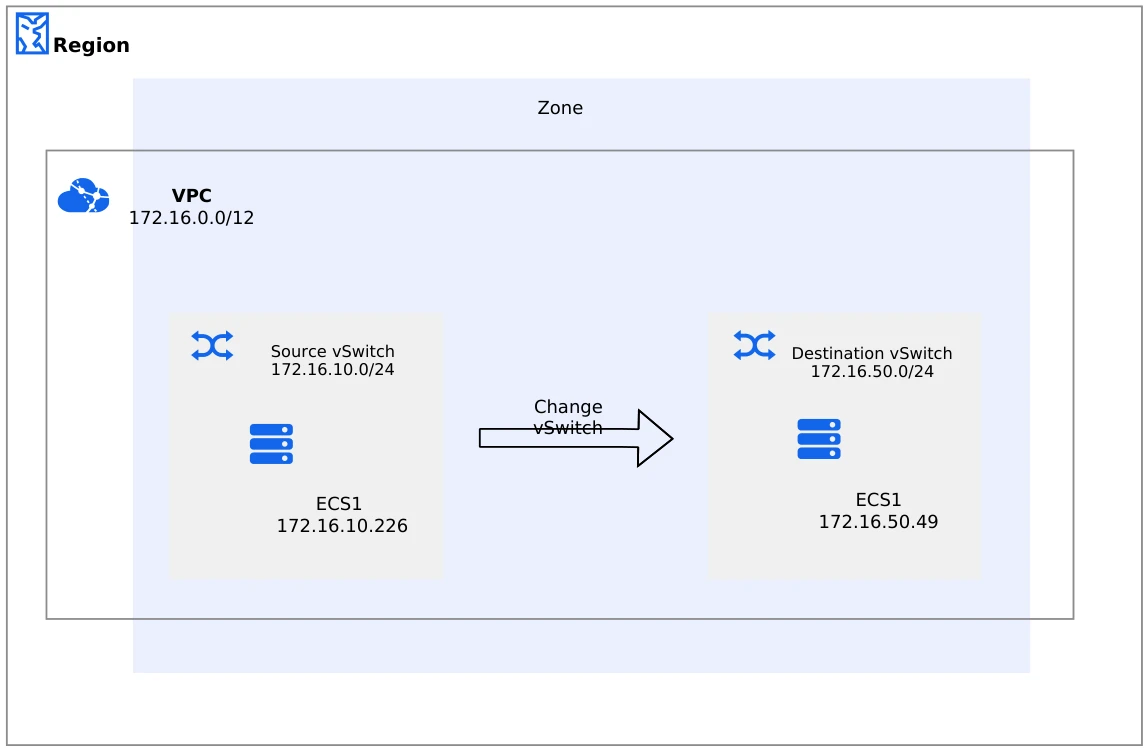 Region
Zone
VPC
172.16.0.0/12
Source vSwitch
172.16.10.0/24
ECS1
172.16.10.226
Change
vSwitch
Destination vSwitch
172.16.50.0/24
ECS1
172.16.50.49